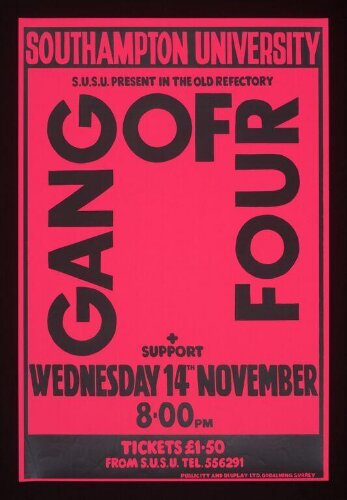 SOUTHAMPTON UNIVERSITY
S.U.S.U. PRESENT IN THE OLD REFECTORY
GANG
OF
FOUR
+
SUPPORT
WEDNESDAY 14TH NOVEMBER
8·00PM
TICKETS £1·50
FROM S.U.S.U. TEL. 556291
PUBLICITY AND DISPLAY LTD. GODALMING SURREY